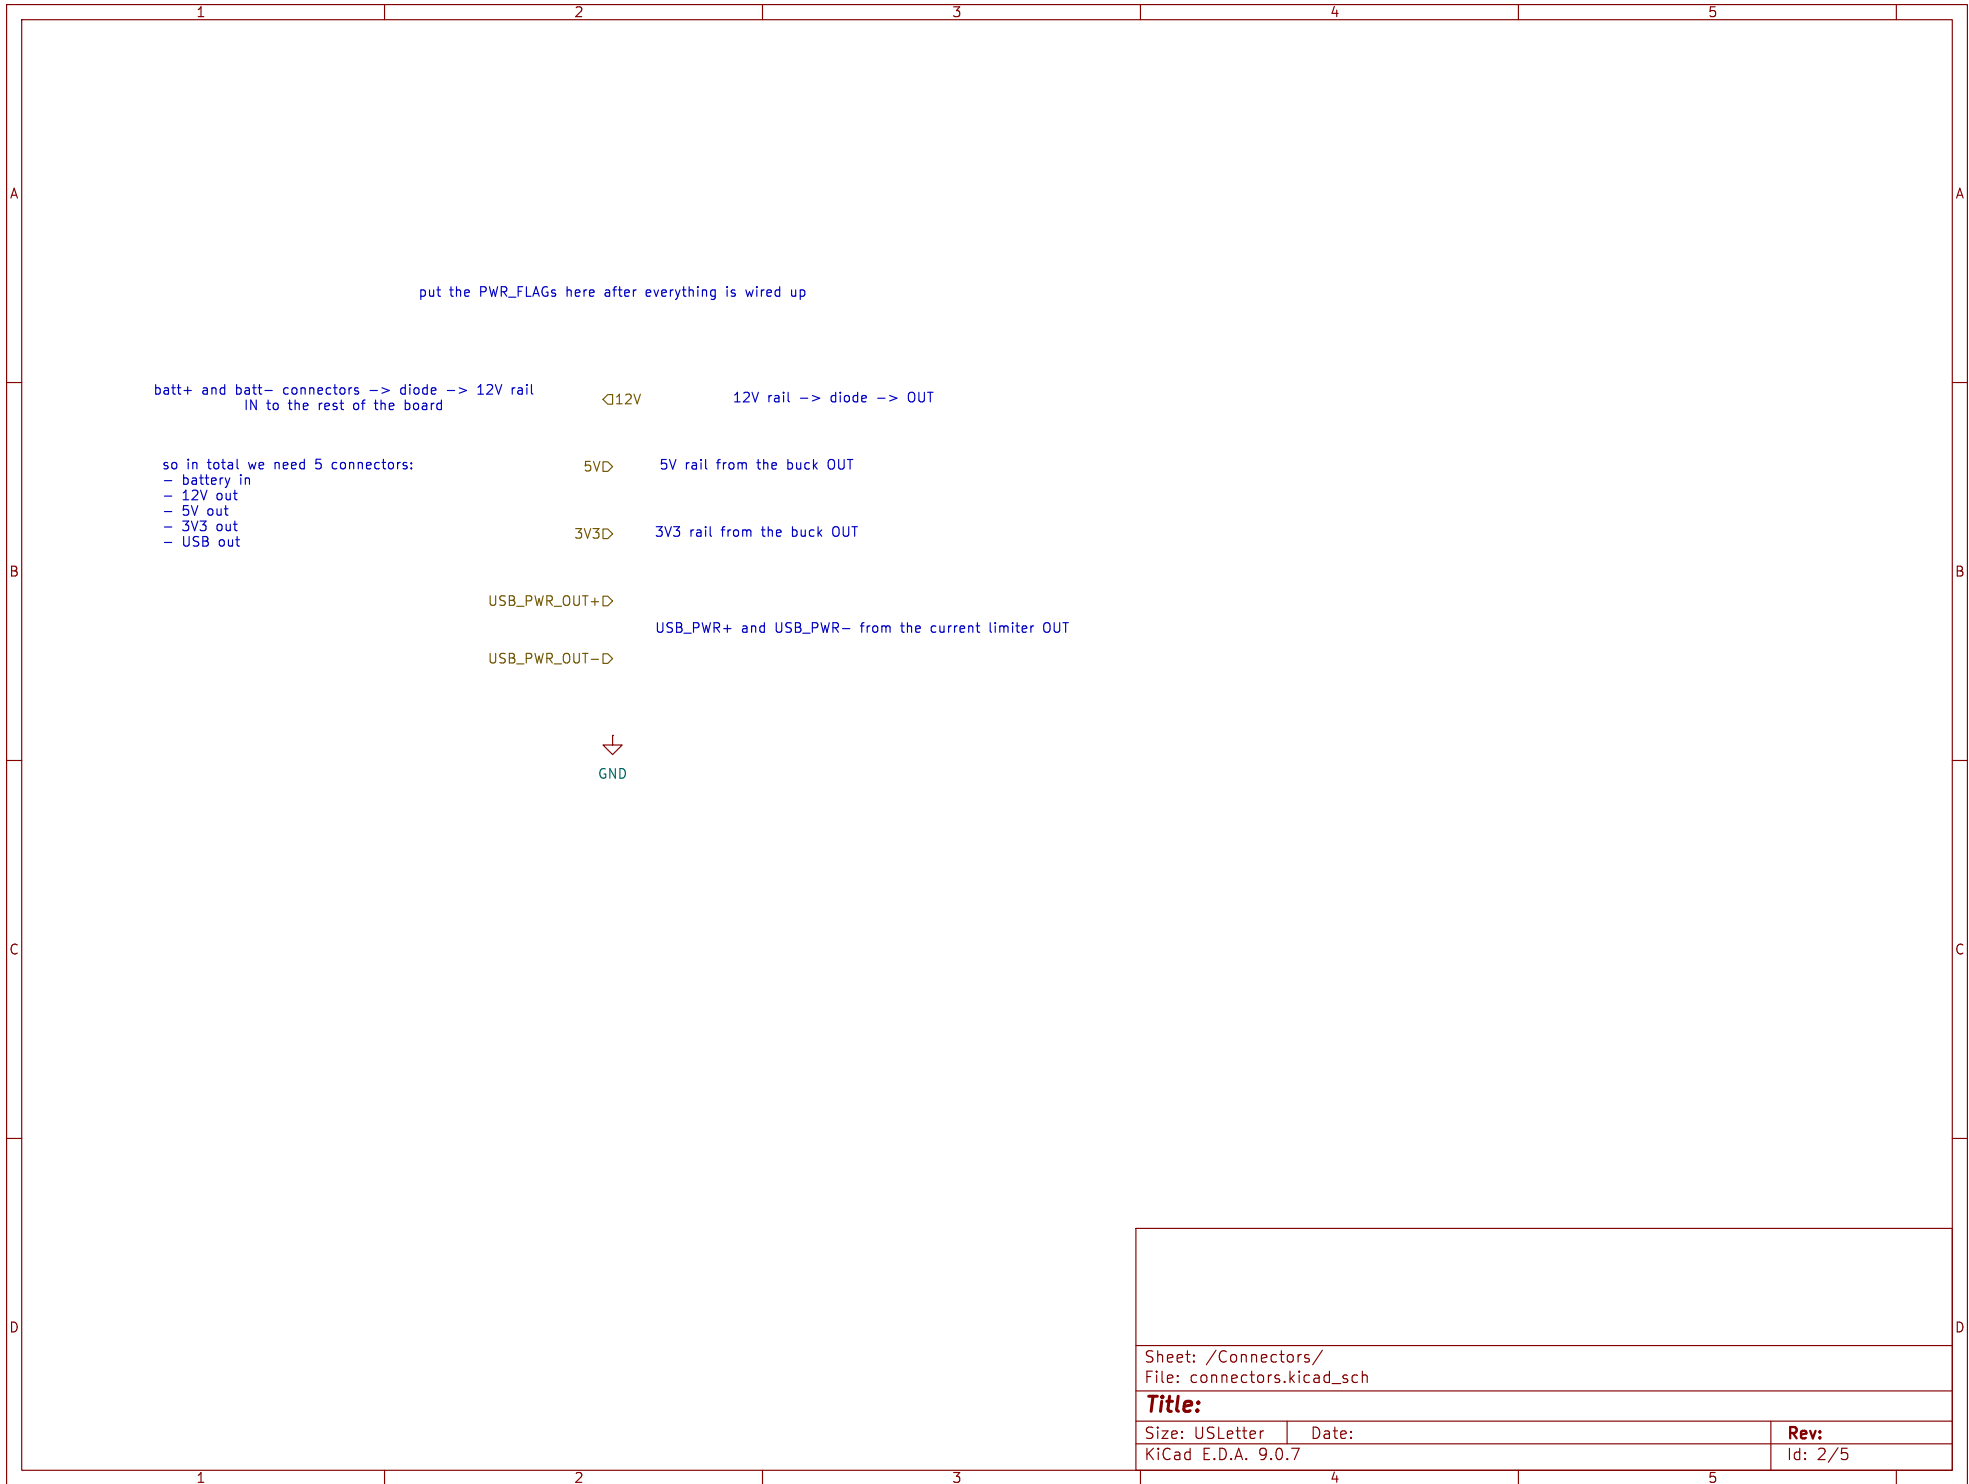 1 2 3 4 5
A A
put the PWR_FLAGs here after everything is wired up
batt+ and batt- connectors -> diode -> 12V rail
IN to the rest of the board
12V
12V rail -> diode -> OUT
so in total we need 5 connectors:
- battery in
- 12V out
- 5V out
- 3V3 out
- USB out
5V
5V rail from the buck OUT
3V3
3V3 rail from the buck OUT
B B
USB_PWR_OUT+
USB_PWR+ and USB_PWR- from the current limiter OUT
USB_PWR_OUT-
GND
C C
D D
Sheet: /Connectors/
File: connectors.kicad_sch
Title:
Size: USLetter Date: Rev:
KiCad E.D.A. 9.0.7 Id: 2/5
1 2 3 4 5